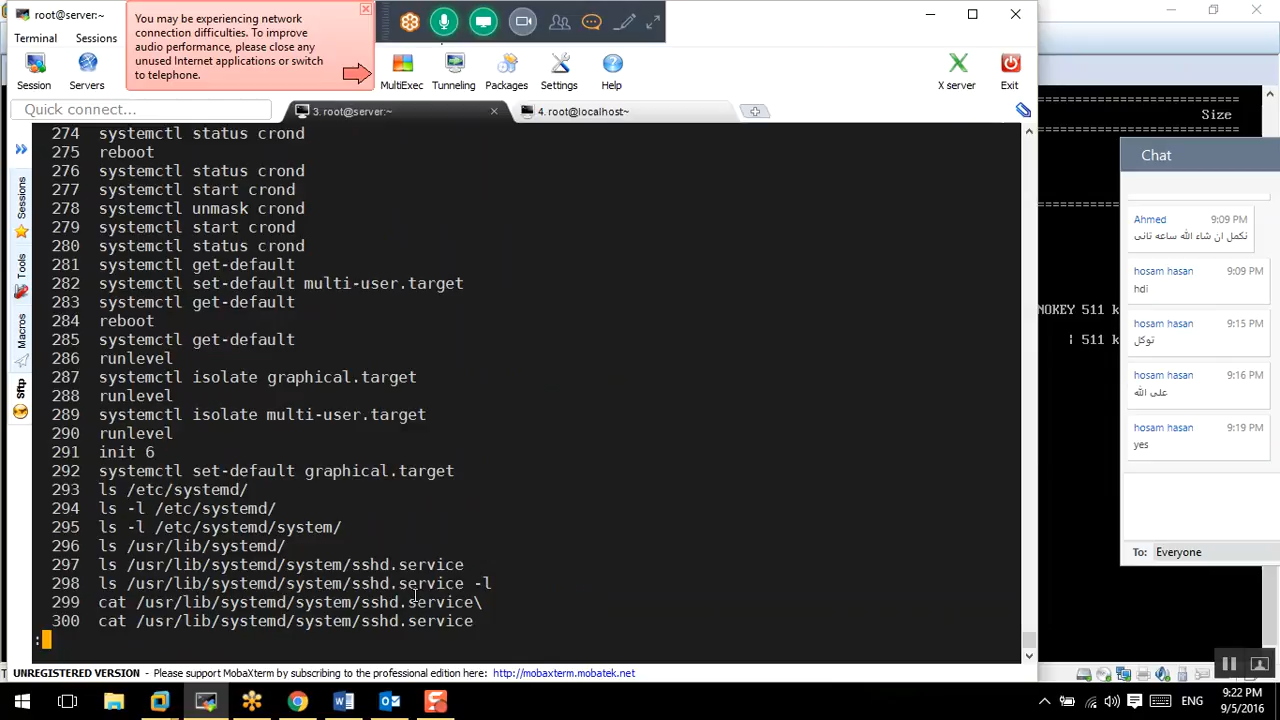 root@server:~
Terminal
Sessions
You may be experiencing network
connection difficulties. To improve
audio performance, please close any
unused Internet applications or switch
to telephone.
Session
Servers
MultiExec
Tunneling
Packages
Settings
Help
X server
Exit
Quick connect...
3. root@server:~
4. root@localhost~
Sessions
Tools
Macros
Sftp
274 systemctl status crond
275 reboot
276 systemctl status crond
277 systemctl start crond
278 systemctl unmask crond
279 systemctl start crond
280 systemctl status crond
281 systemctl get-default
282 systemctl set-default multi-user.target
283 systemctl get-default
284 reboot
285 systemctl get-default
286 runlevel
287 systemctl isolate graphical.target
288 runlevel
289 systemctl isolate multi-user.target
290 runlevel
291 init 6
292 systemctl set-default graphical.target
293 ls /etc/systemd/
294 ls -l /etc/systemd/
295 ls -l /etc/systemd/system/
296 ls /usr/lib/systemd/
297 ls /usr/lib/systemd/system/sshd.service
298 ls /usr/lib/systemd/system/sshd.service -l
299 cat /usr/lib/systemd/system/sshd.service\
300 cat /usr/lib/systemd/system/sshd.service
:
Size
NOKEY 511 k
| 511 k
Chat
Ahmed 9:09 PM
نكمل ان شاء الله ساعه تانى
hosam hasan 9:09 PM
hdi
hosam hasan 9:15 PM
توكل
hosam hasan 9:16 PM
على الله
hosam hasan 9:19 PM
yes
To: Everyone
UNREGISTERED VERSION - Please support MobaXterm by subscribing to the professional edition here: http://mobaxterm.mobatek.net
ENG
9:22 PM
9/5/2016